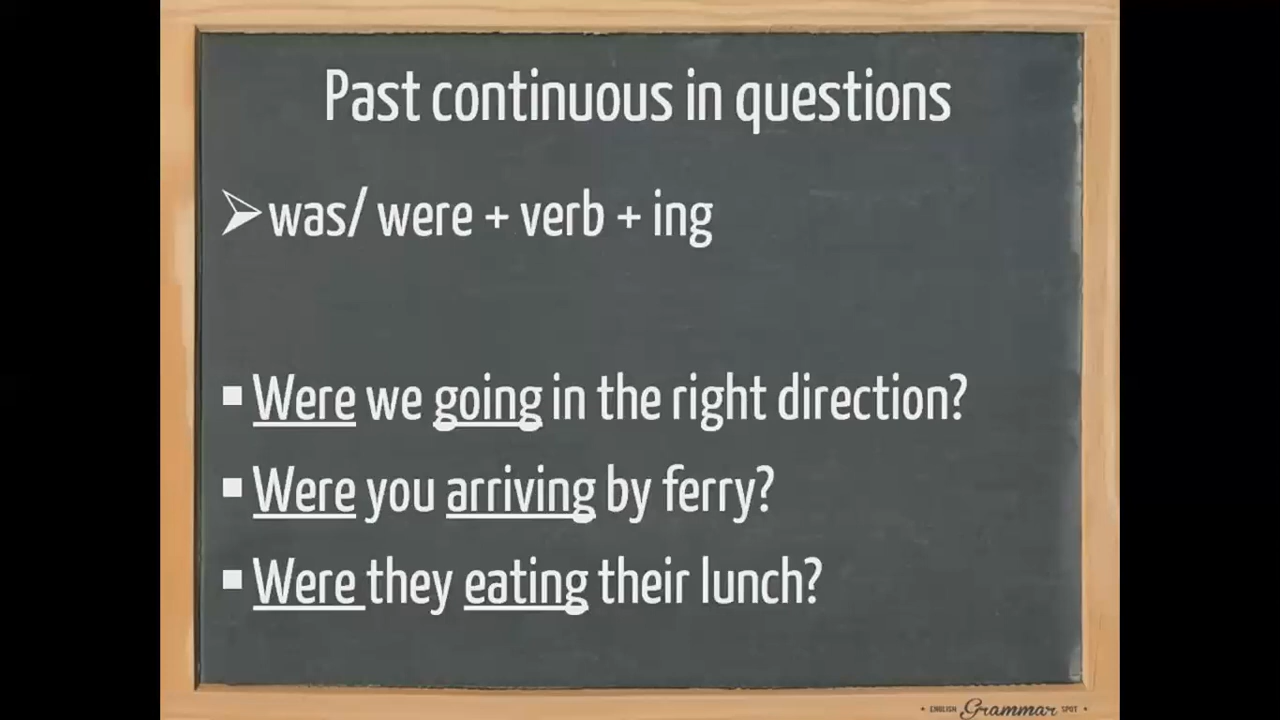 Past continuous in questions
➢was/ were + verb + ing
▪ Were we going in the right direction?
▪ Were you arriving by ferry?
▪ Were they eating their lunch?
• ENGLISH Grammar SPOT •